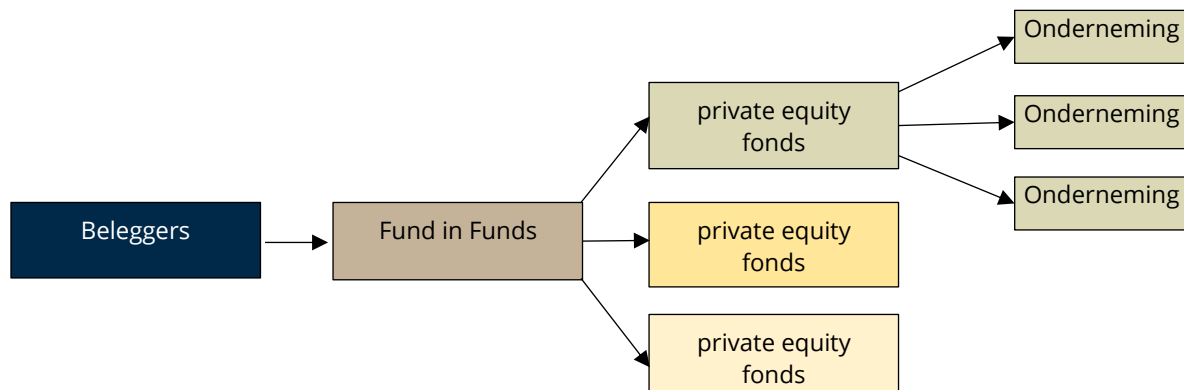 Beleggers
Fund in Funds
private equity
fonds
private equity
fonds
private equity
fonds
Onderneming
Onderneming
Onderneming